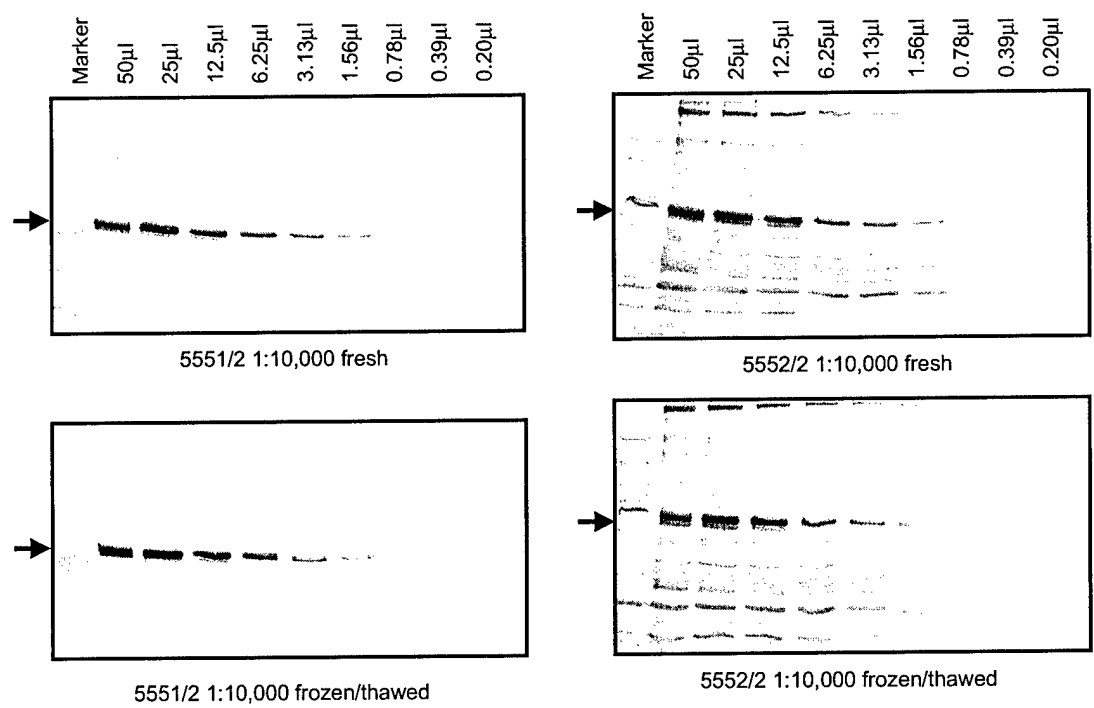 Marker 50µl 25µl 12.5µl 6.25µl 3.13µl 1.56µl 0.78µl 0.39µl 0.20µl
Marker 50µl 25µl 12.5µl 6.25µl 3.13µl 1.56µl 0.78µl 0.39µl 0.20µl
5551/2 1:10,000 fresh
5552/2 1:10,000 fresh
5551/2 1:10,000 frozen/thawed
5552/2 1:10,000 frozen/thawed